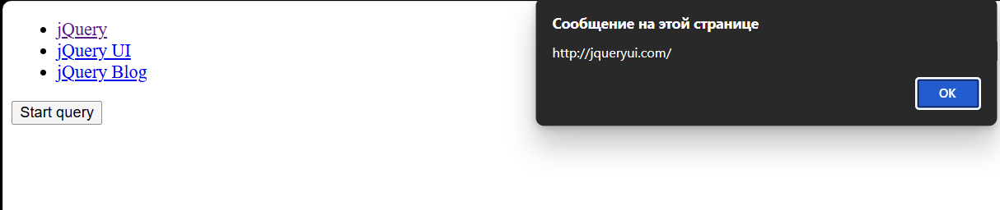 jQuery
jQuery UI
jQuery Blog
Start query
Сообщение на этой странице
http://jqueryui.com/
OK